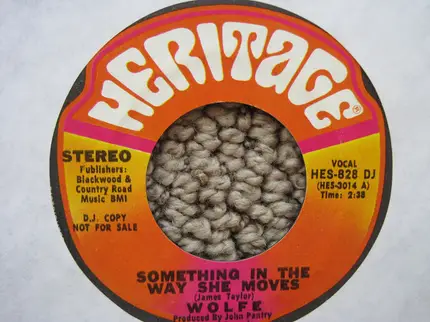 HERITAGE®
STEREO
Publishers:
Blackwood &
Country Road
Music BMI
D.J. COPY
NOT FOR SALE
VOCAL
HES-828 DJ
(HES-3014 A)
Time: 2:38
SOMETHING IN THE
WAY SHE MOVES
(James Taylor)
WOLFE
Produced By John Pantry